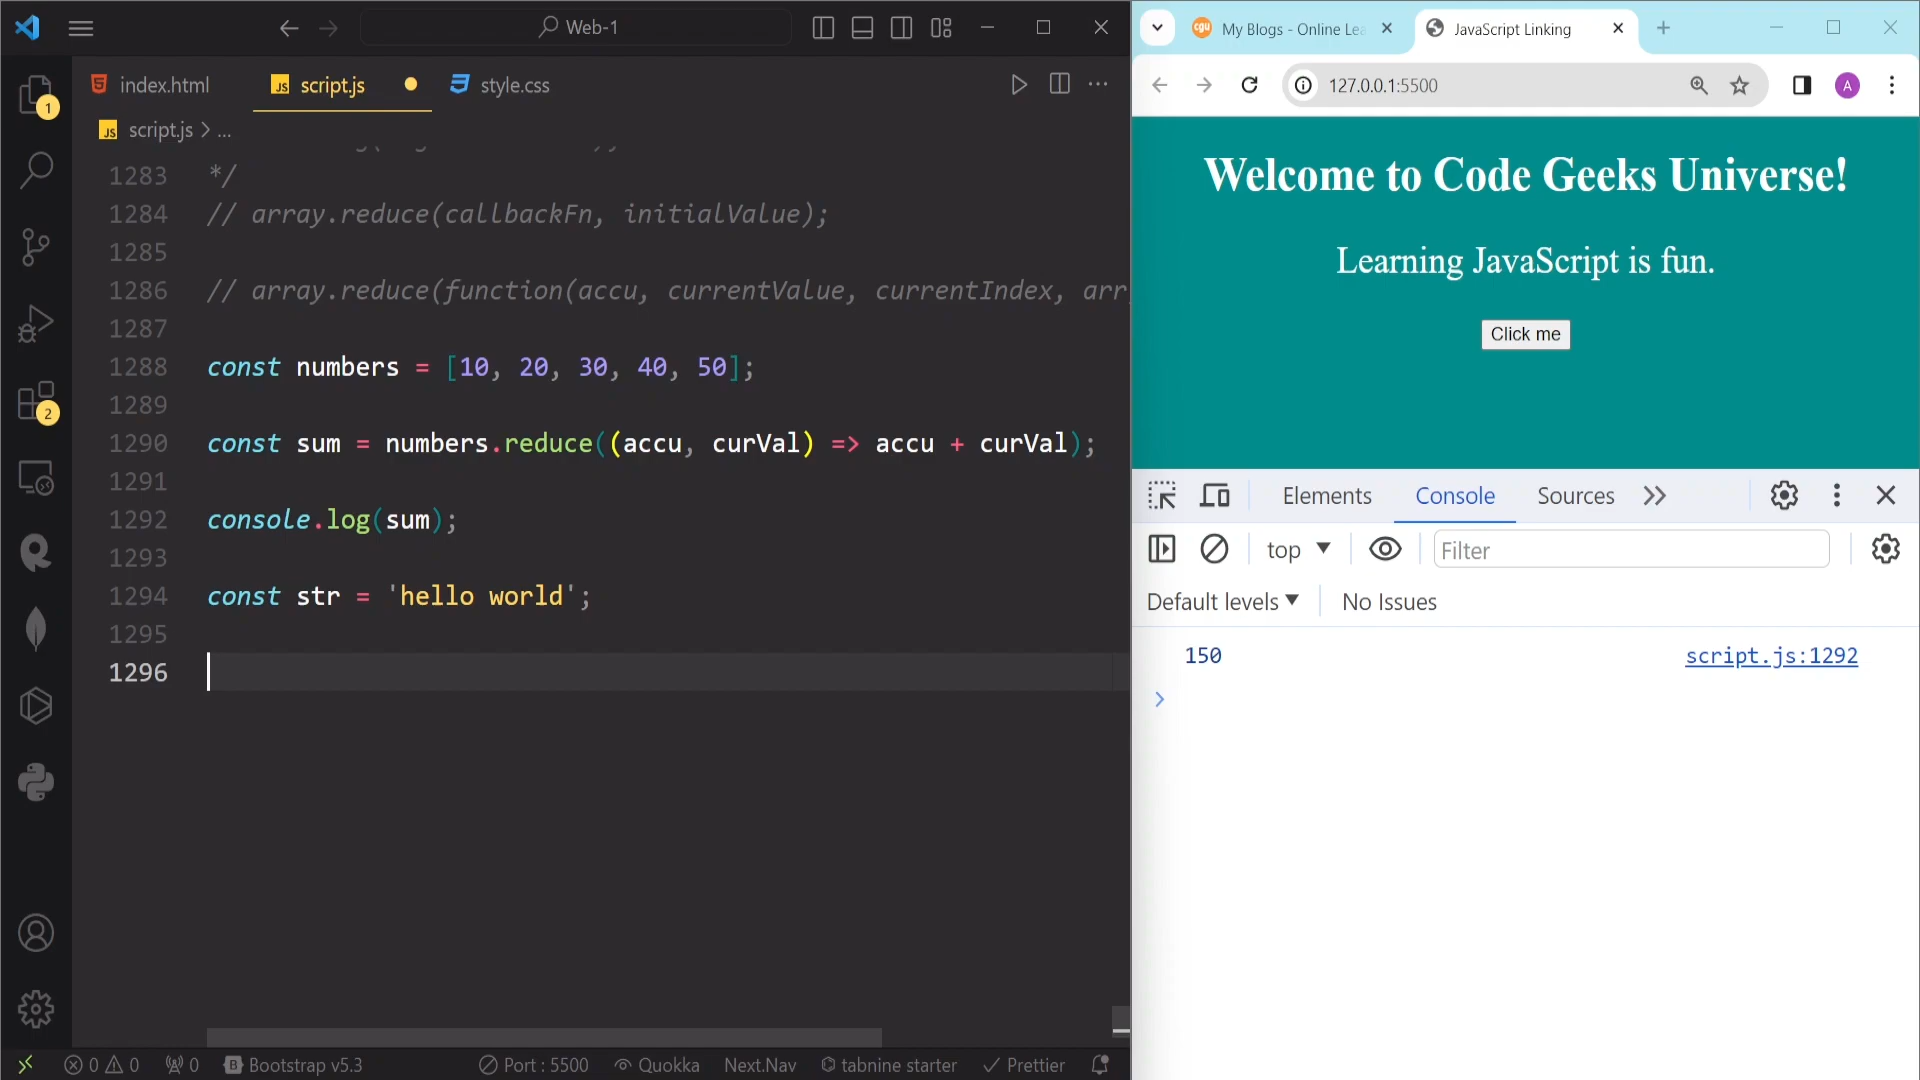 Web-1
index.html
script.js
style.css
script.js > ...
1
2
1283 */
1284 // array.reduce(callbackFn, initialValue);
1285
1286 // array.reduce(function(accu, currentValue, currentIndex, arr
1287
1288 const numbers = [10, 20, 30, 40, 50];
1289
1290 const sum = numbers.reduce((accu, curVal) => accu + curVal);
1291
1292 console.log(sum);
1293
1294 const str = 'hello world';
1295
1296
0 0
0
Bootstrap v5.3
Port : 5500
Quokka
Next.Nav
tabnine starter
Prettier
cgu
My Blogs - Online Lea
JavaScript Linking
127.0.0.1:5500
A
Welcome to Code Geeks Universe!
Learning JavaScript is fun.
Click me
Elements
Console
Sources
top
Filter
Default levels
No Issues
150
script.js:1292